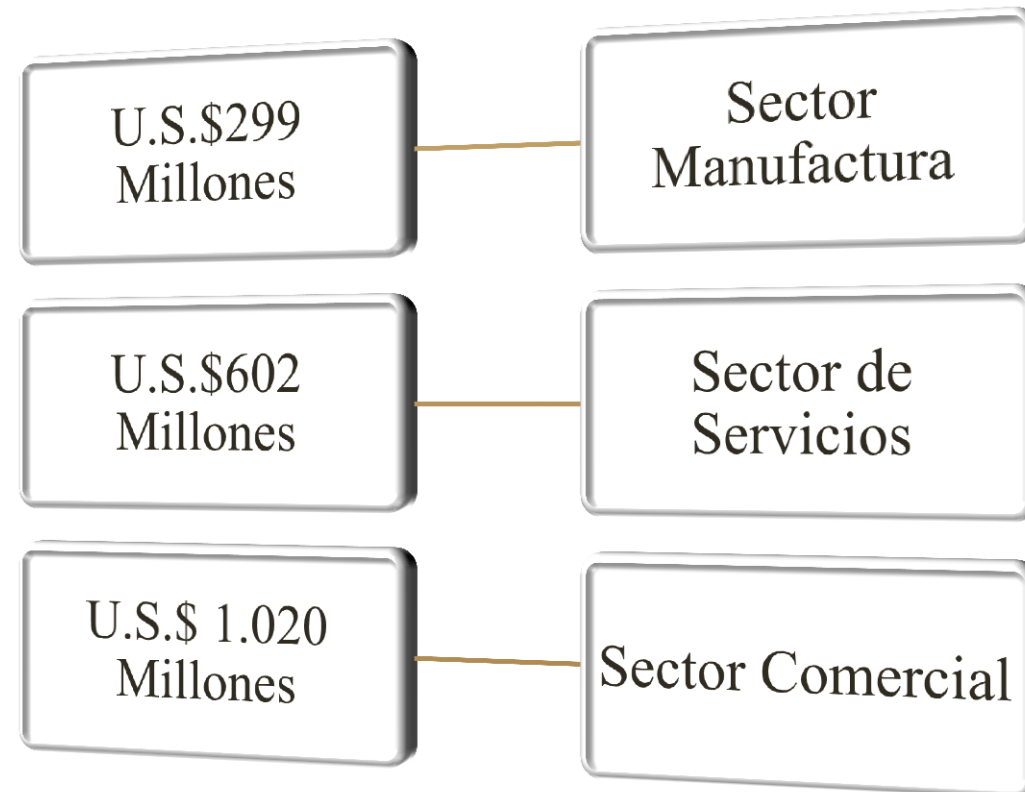 U.S.$299
Millones
Sector
Manufactura
U.S.$602
Millones
Sector de
Servicios
U.S.$ 1.020
Millones
Sector Comercial